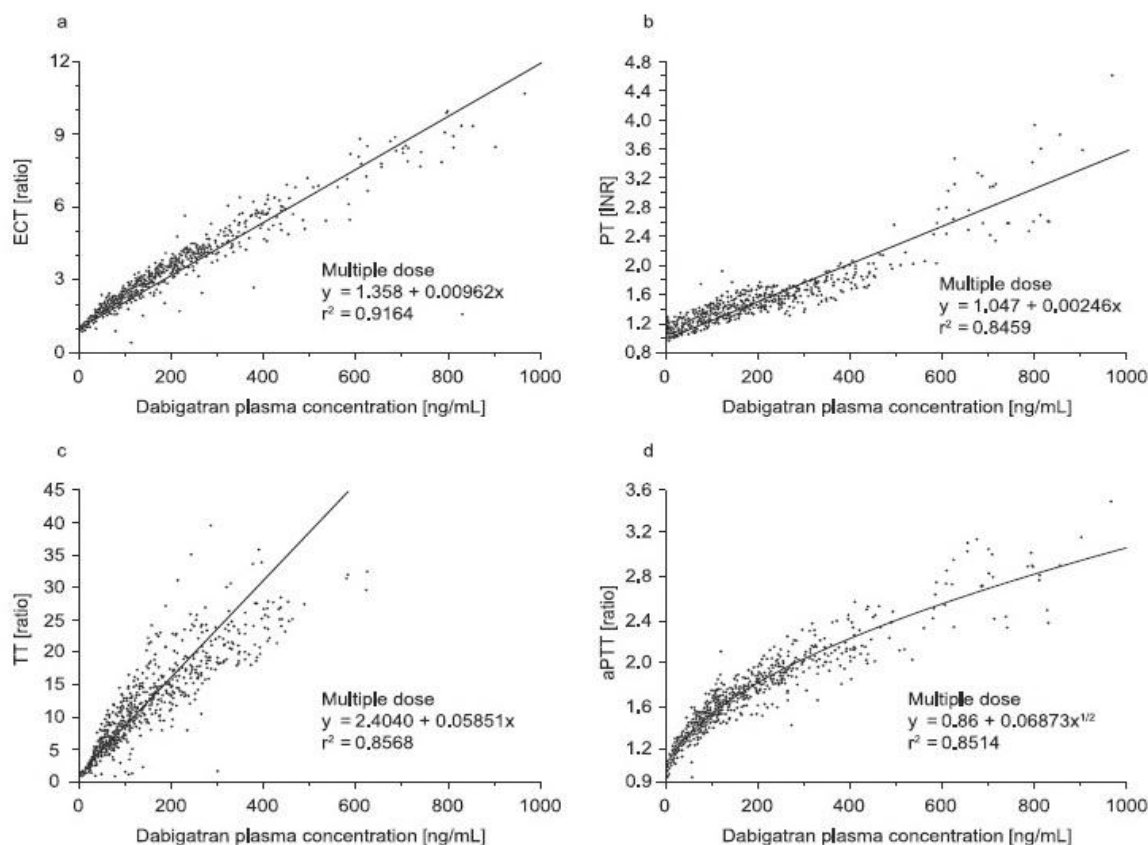 a
12
9
6
3
0
ECT [ratio]
0 200 400 600 800 1000
Dabigatran plasma concentration [ng/mL]
Multiple dose
y = 1.358 + 0.00962x
r² = 0.9164
b
4.8
4.4
4.0
3.6
3.2
2.8
2.4
2.0
1.6
1.2
0.8
PT [INR]
0 200 400 600 800 1000
Dabigatran plasma concentration [ng/mL]
Multiple dose
y = 1.047 + 0.00246x
r² = 0.8459
c
45
40
35
30
25
20
15
10
5
0
TT [ratio]
0 200 400 600 800 1000
Dabigatran plasma concentration [ng/mL]
Multiple dose
y = 2.4040 + 0.05851x
r² = 0.8568
d
3.6
3.2
2.8
2.4
2.0
1.6
1.2
0.9
aPTT [ratio]
0 200 400 600 800 1000
Dabigatran plasma concentration [ng/mL]
Multiple dose
y = 0.86 + 0.06873x¹ᐟ²
r² = 0.8514